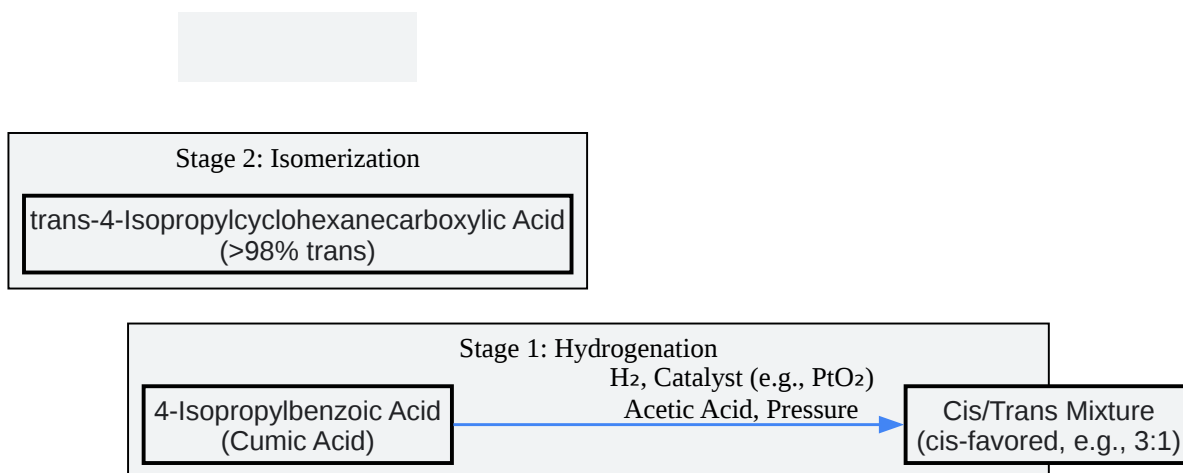 Stage 2: Isomerization
trans-4-Isopropylcyclohexanecarboxylic Acid
(>98% trans)
Stage 1: Hydrogenation
H₂, Catalyst (e.g., PtO₂)
Acetic Acid, Pressure
4-Isopropylbenzoic Acid
(Cumic Acid)
Cis/Trans Mixture
(cis-favored, e.g., 3:1)